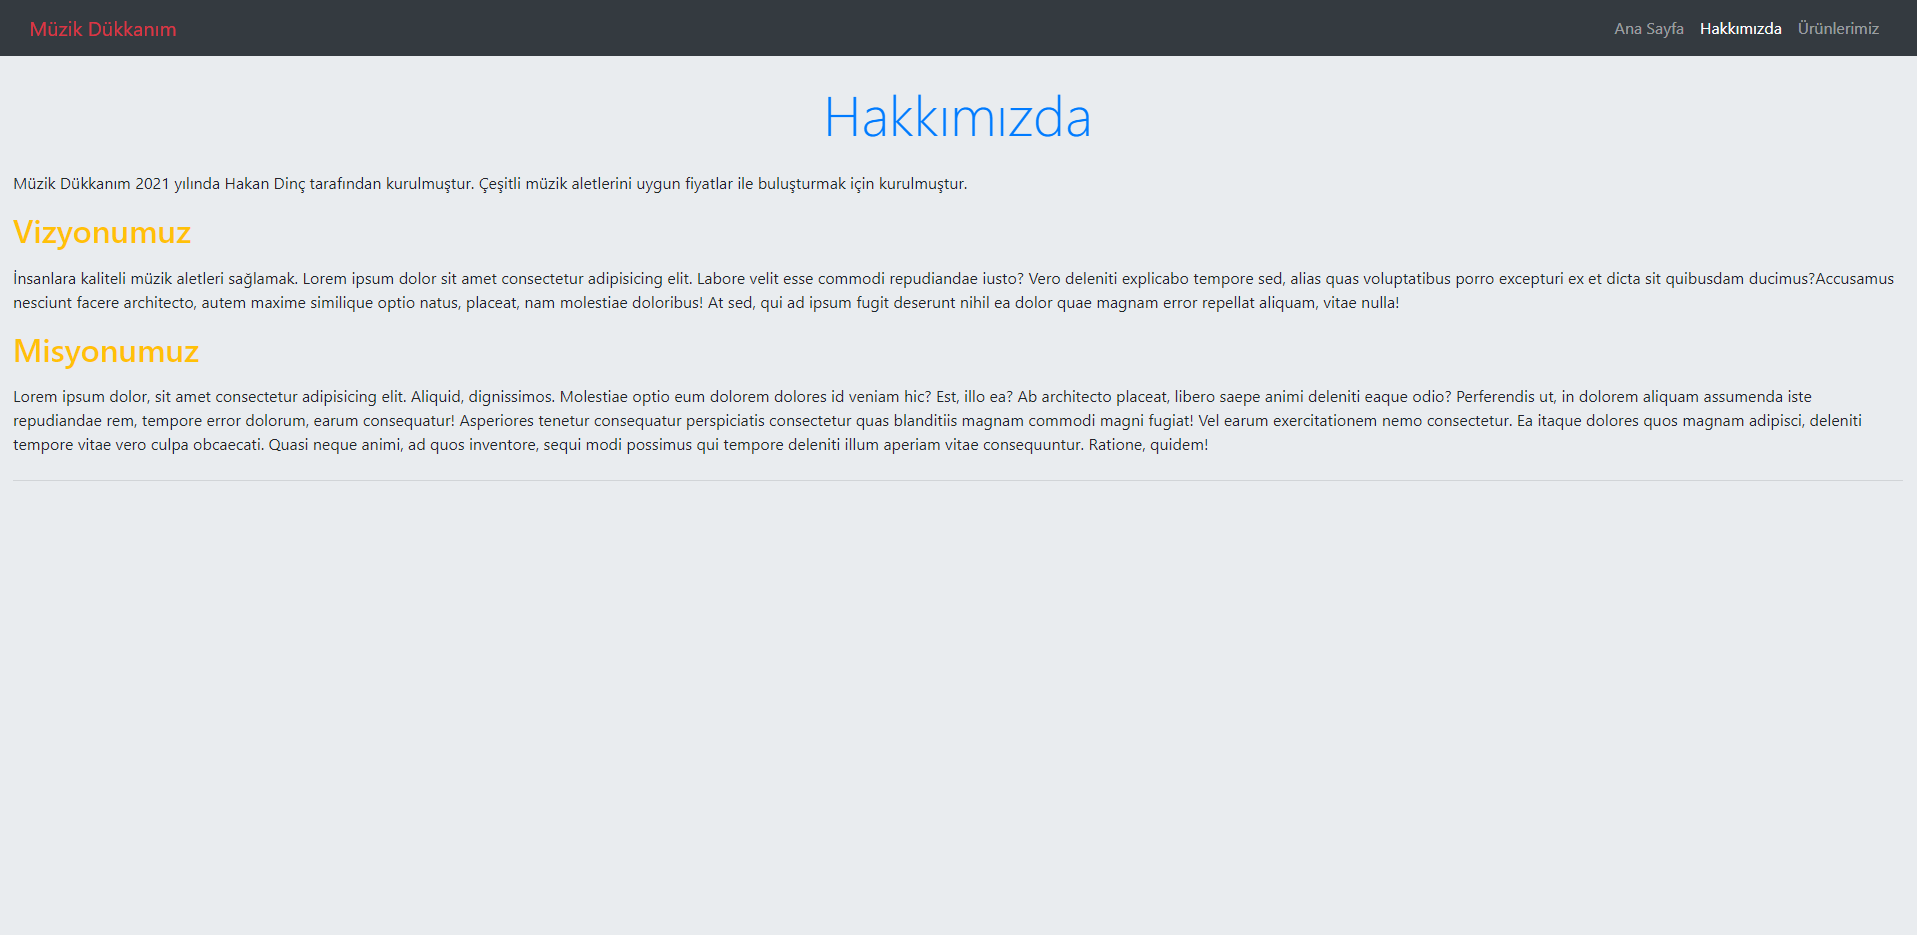 Müzik Dükkanım
Ana Sayfa Hakkımızda Ürünlerimiz
Hakkımızda
Müzik Dükkanım 2021 yılında Hakan Dinç tarafından kurulmuştur. Çeşitli müzik aletlerini uygun fiyatlar ile buluşturmak için kurulmuştur.
Vizyonumuz
İnsanlara kaliteli müzik aletleri sağlamak. Lorem ipsum dolor sit amet consectetur adipisicing elit. Labore velit esse commodi repudiandae iusto? Vero deleniti explicabo tempore sed, alias quas voluptatibus porro excepturi ex et dicta sit quibusdam ducimus?Accusamus
nesciunt facere architecto, autem maxime similique optio natus, placeat, nam molestiae doloribus! At sed, qui ad ipsum fugit deserunt nihil ea dolor quae magnam error repellat aliquam, vitae nulla!
Misyonumuz
Lorem ipsum dolor, sit amet consectetur adipisicing elit. Aliquid, dignissimos. Molestiae optio eum dolorem dolores id veniam hic? Est, illo ea? Ab architecto placeat, libero saepe animi deleniti eaque odio? Perferendis ut, in dolorem aliquam assumenda iste
repudiandae rem, tempore error dolorum, earum consequatur! Asperiores tenetur consequatur perspiciatis consectetur quas blanditiis magnam commodi magni fugiat! Vel earum exercitationem nemo consectetur. Ea itaque dolores quos magnam adipisci, deleniti
tempore vitae vero culpa obcaecati. Quasi neque animi, ad quos inventore, sequi modi possimus qui tempore deleniti illum aperiam vitae consequuntur. Ratione, quidem!